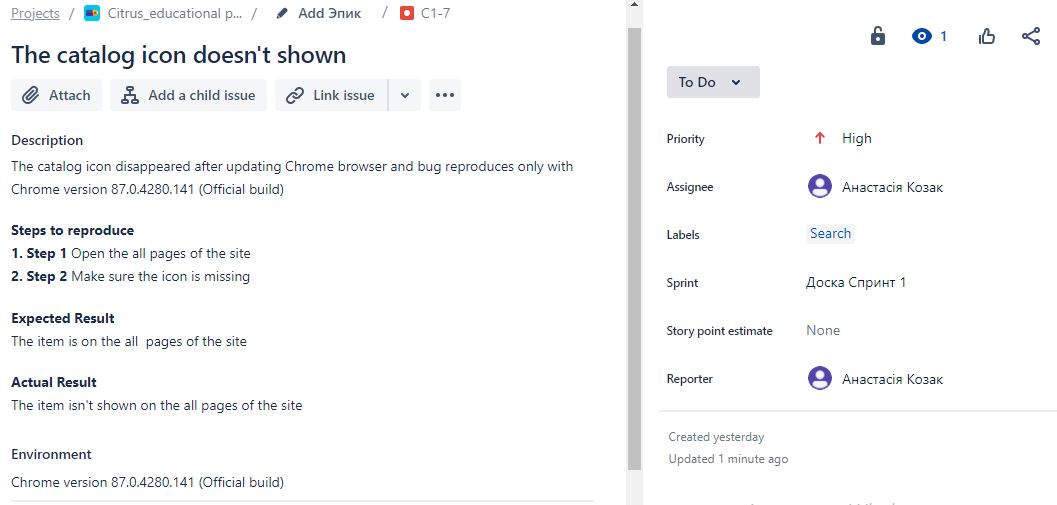 Projects / Citrus_educational p... / Add Эпик / C1-7
The catalog icon doesn't shown
Attach Add a child issue Link issue
Description
The catalog icon disappeared after updating Chrome browser and bug reproduces only with
Chrome version 87.0.4280.141 (Official build)
Steps to reproduce
1. Step 1 Open the all pages of the site
2. Step 2 Make sure the icon is missing
Expected Result
The item is on the all pages of the site
Actual Result
The item isn't shown on the all pages of the site
Environment
Chrome version 87.0.4280.141 (Official build)
1
To Do
Priority High
Assignee Анастасія Козак
Labels Search
Sprint Доска Спринт 1
Story point estimate None
Reporter Анастасія Козак
Created yesterday
Updated 1 minute ago